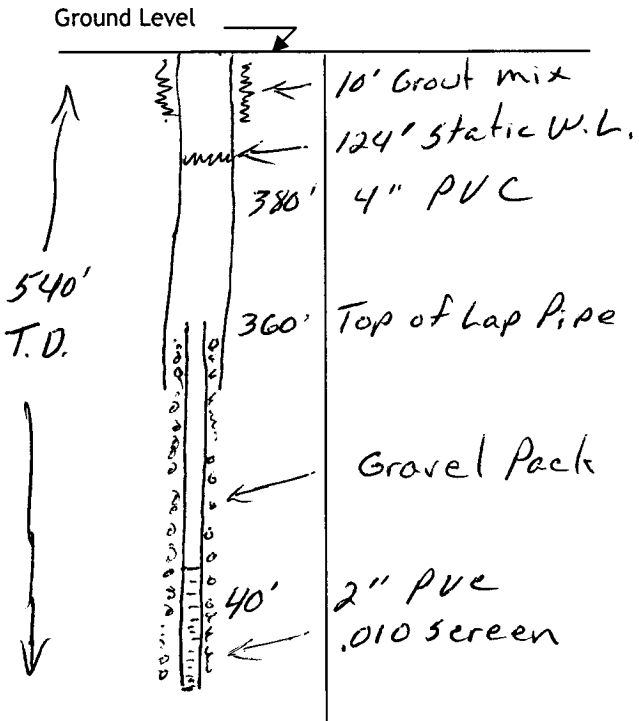 Ground Level
10' Grout mix
124' Static W.L.
380' 4" PVC
540'
T.D.
360' Top of Lap Pipe
Gravel Pack
40' 2" PVC
.010 Screen